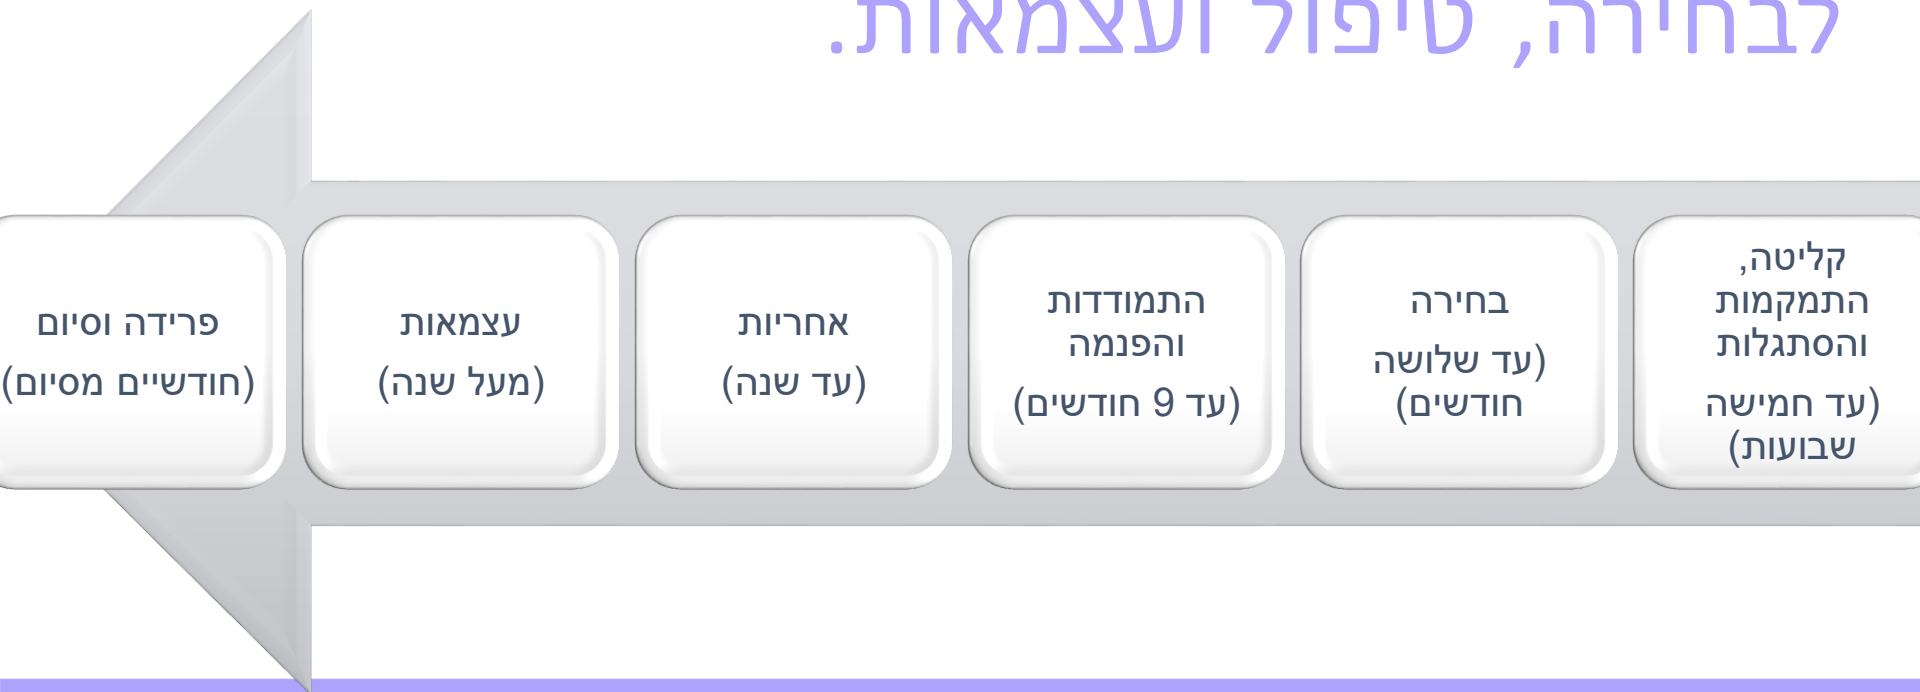 לבחירה, טיפול ועצמאות.
קליטה,
התמקמות
והסתגלות
(עד חמישה
שבועות)
בחירה
(עד שלושה
חודשים)
התמודדות
והפנמה
(עד 9 חודשים)
אחריות
(עד שנה)
עצמאות
(מעל שנה)
פרידה וסיום
(חודשיים מסיום)